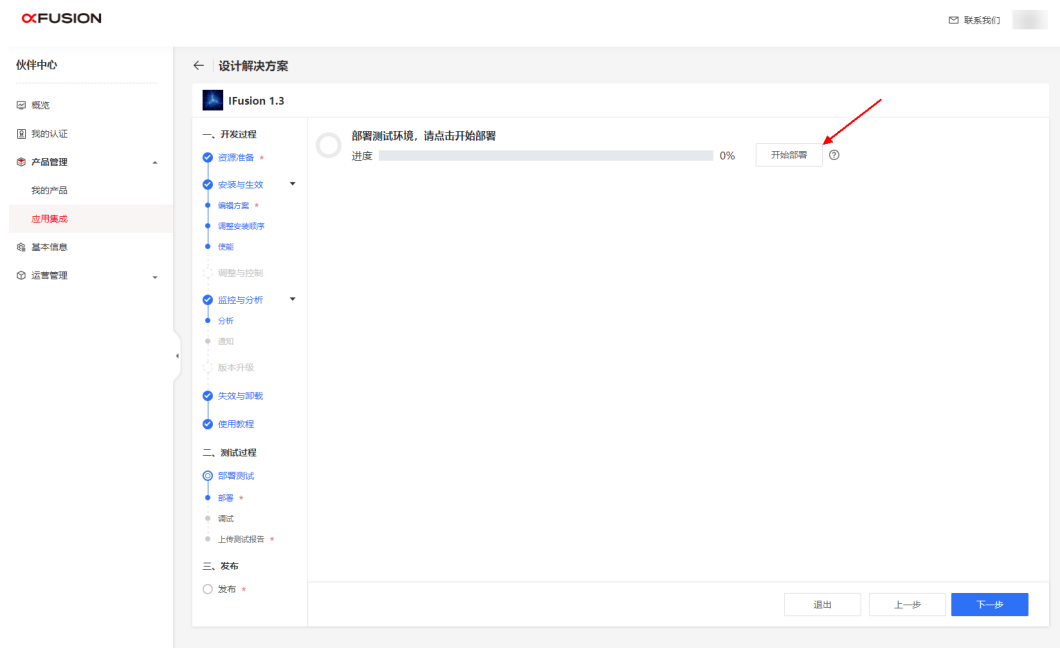 XFUSION
联系我们
伙伴中心
概览
我的认证
产品管理
我的产品
应用集成
基本信息
运营管理
设计解决方案
IFusion 1.3
一、开发过程
资源准备 *
安装与生效
编辑方案 *
调整安装顺序
使能
调整与控制
监控与分析
分析
通知
版本升级
失效与卸载
使用教程
二、测试过程
部署测试
部署 *
调试
上传测试报告 *
三、发布
发布 *
部署测试环境，请点击开始部署
进度 0% 开始部署
退出 上一步 下一步